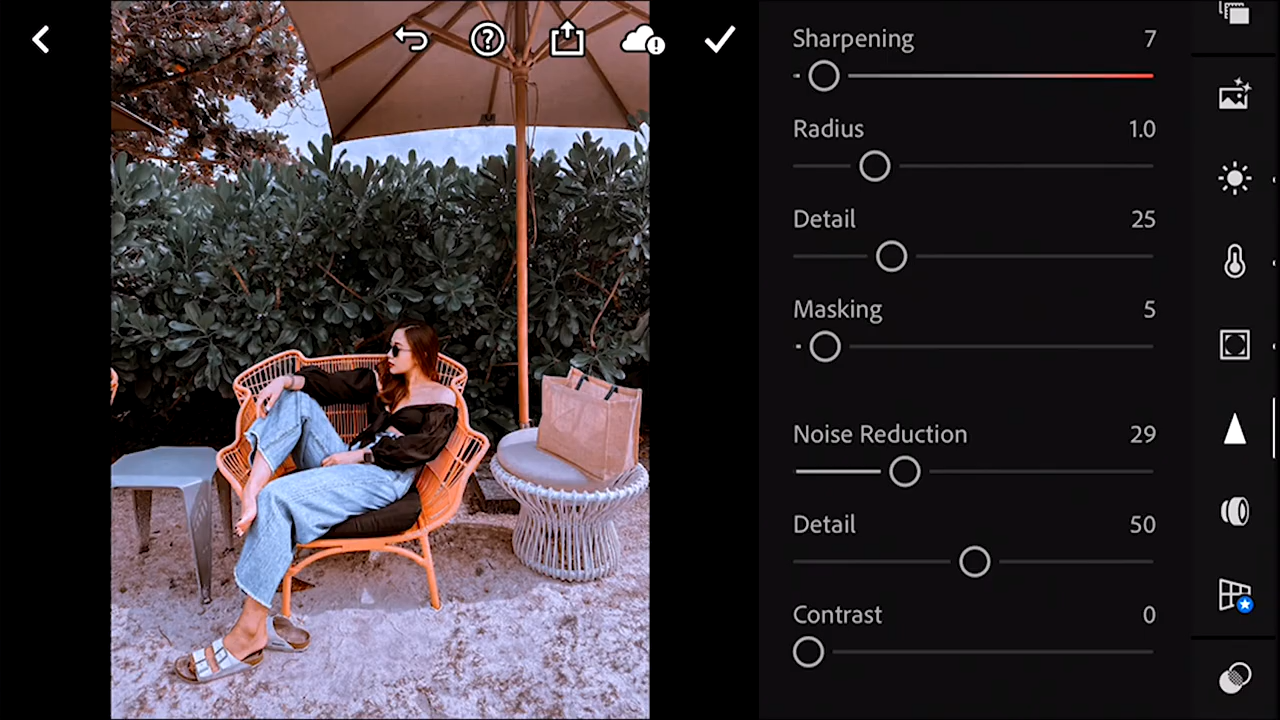 Sharpening 7
Radius 1.0
Detail 25
Masking 5
Noise Reduction 29
Detail 50
Contrast 0